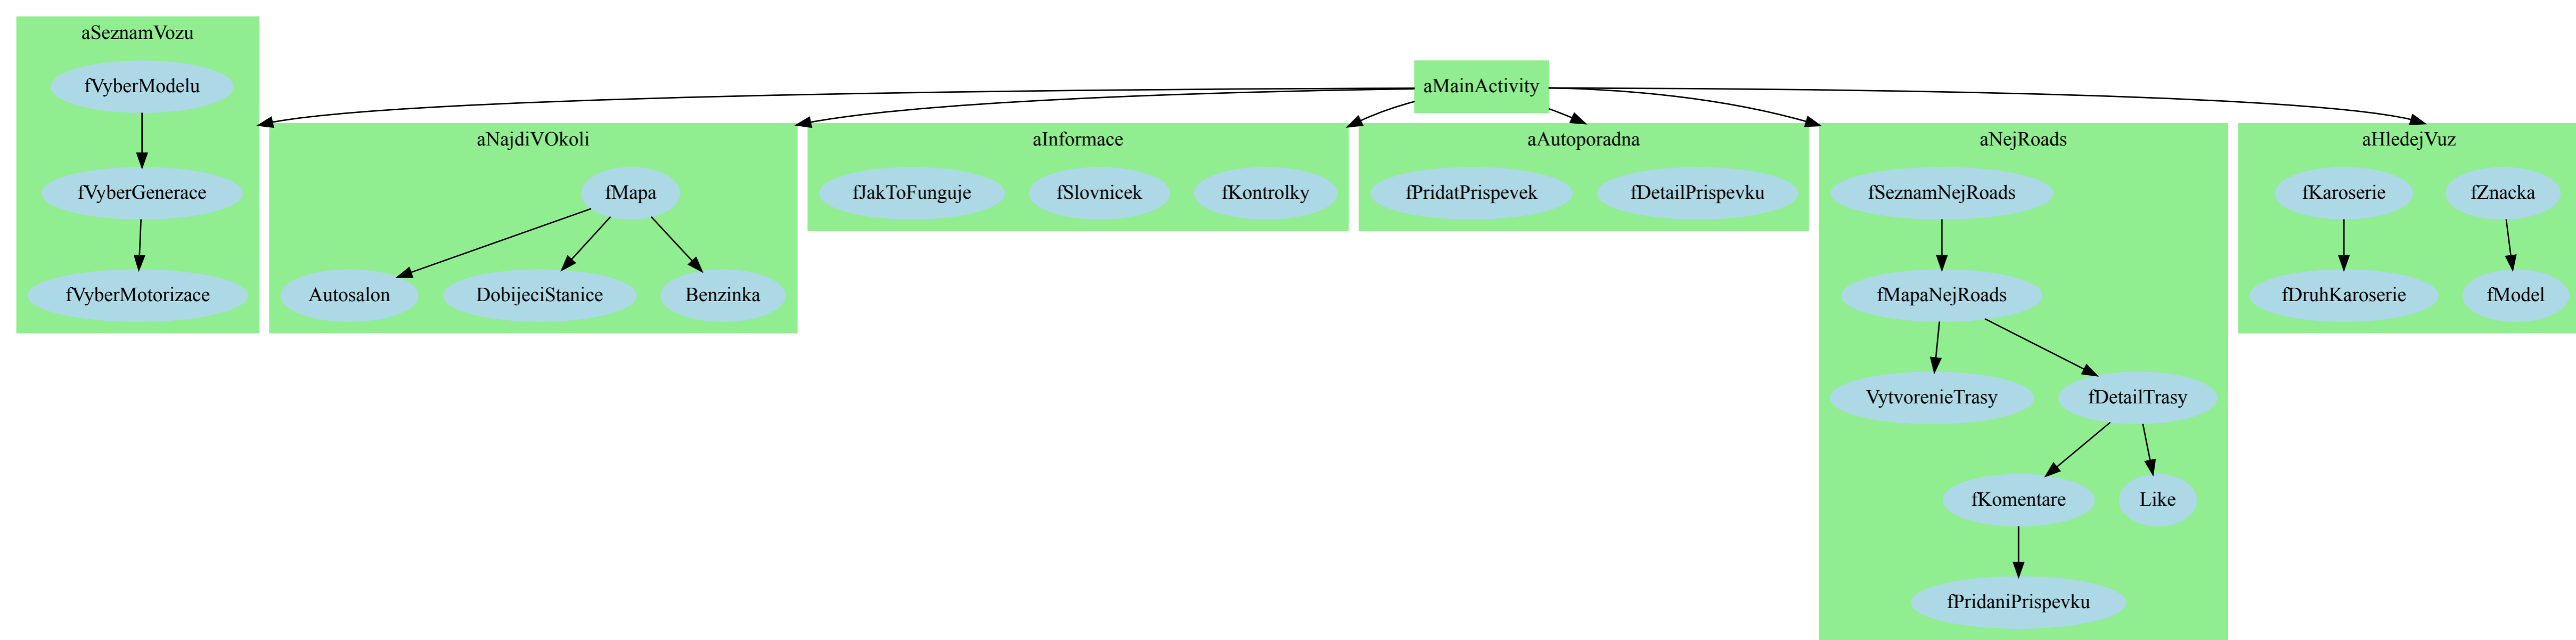 aSeznamVozu
fVyberModelu
fVyberGenerace
fVyberMotorizace
aMainActivity
aNajdiVOkoli
fMapa
Autosalon
DobijeciStanice
Benzinka
aInformace
fJakToFunguje
fSlovnicek
fKontrolky
aAutoporadna
fPridatPrispevek
fDetailPrispevku
aNejRoads
fSeznamNejRoads
fMapaNejRoads
VytvorenieTrasy
fDetailTrasy
fKomentare
Like
fPridaniPrispevku
aHledejVuz
fKaroserie
fZnacka
fDruhKaroserie
fModel